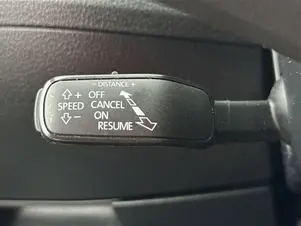 - DISTANCE +
+ OFF
SPEED CANCEL
- ON
RESUME